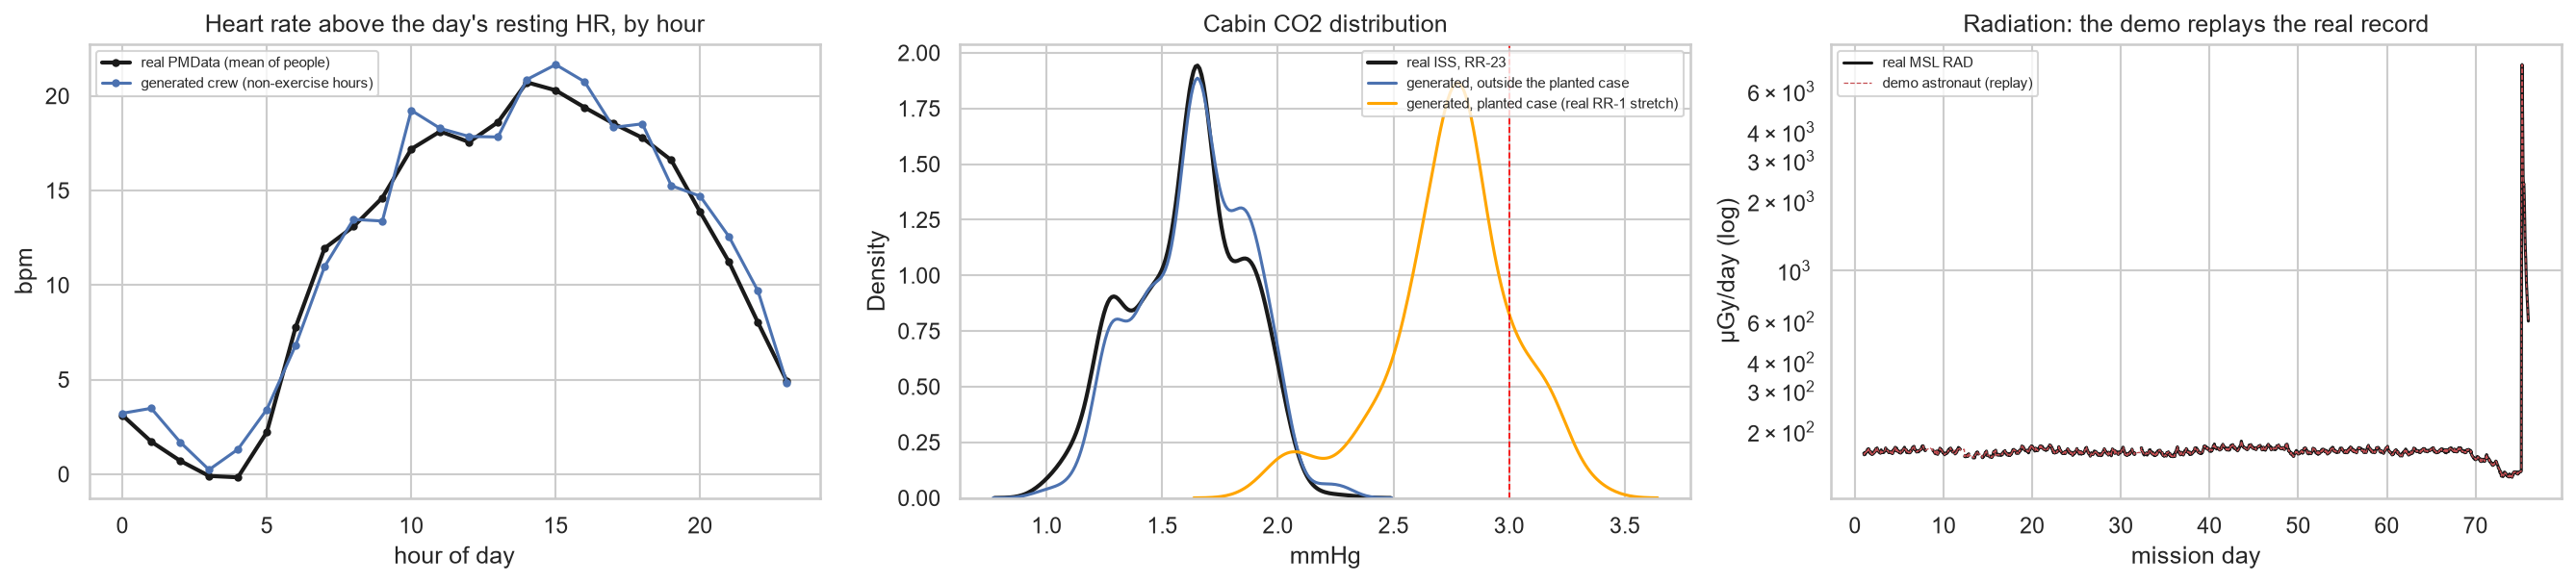 Heart rate above the day's resting HR, by hour
real PMData (mean of people)
generated crew (non-exercise hours)
20
15
10
5
0
bpm
0 5 10 15 20
hour of day
Cabin CO2 distribution
real ISS, RR-23
generated, outside the planted case
generated, planted case (real RR-1 stretch)
2.00
1.75
1.50
1.25
1.00
0.75
0.50
0.25
0.00
Density
1.0 1.5 2.0 2.5 3.0 3.5
mmHg
Radiation: the demo replays the real record
real MSL RAD
demo astronaut (replay)
6 × 10³
4 × 10³
3 × 10³
2 × 10³
10³
6 × 10²
4 × 10²
3 × 10²
2 × 10²
μGy/day (log)
0 10 20 30 40 50 60 70
mission day